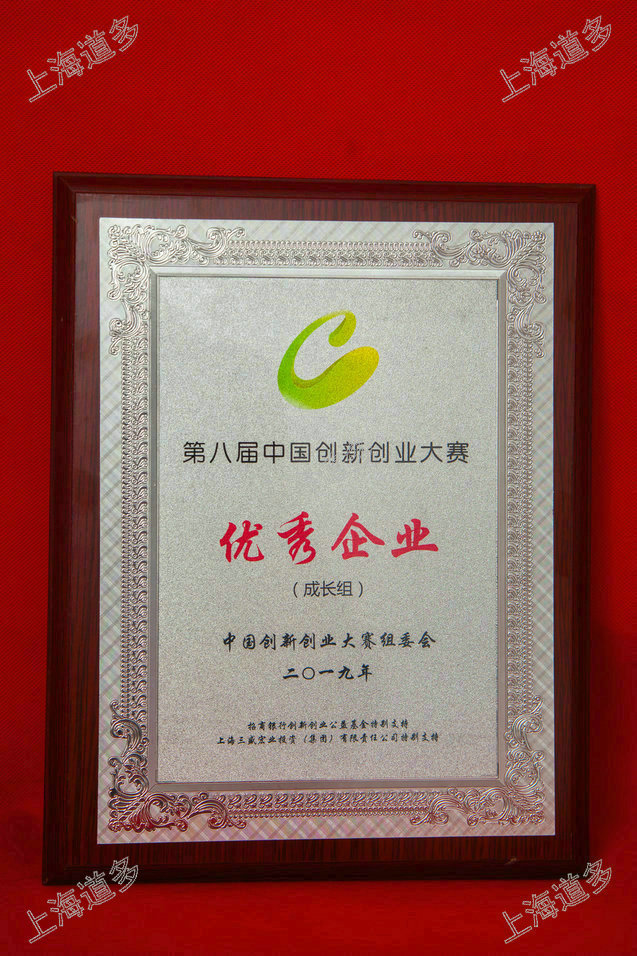 上海道多
上海道多
第八届中国创新创业大赛
优秀企业
（成长组）
中国创新创业大赛组委会
二〇一九年
招商银行创新创业公益基金特别支持
上海三盛宏业投资（集团）有限责任公司特别支持
上海道多
上海道多